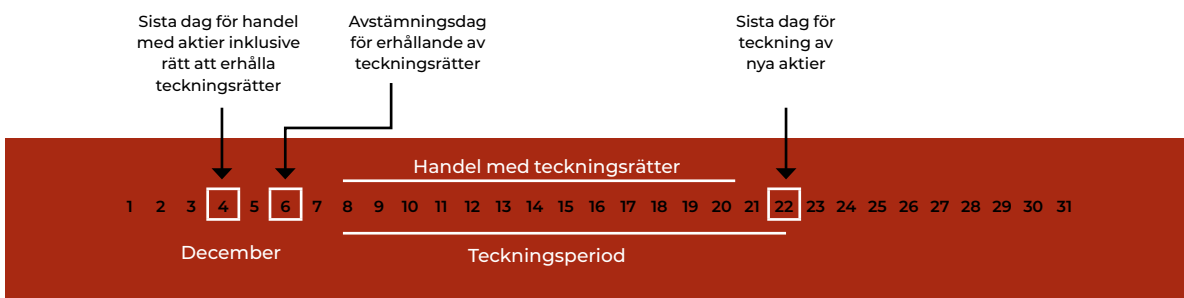 Sista dag för handel
med aktier inklusive
rätt att erhålla
teckningsrätter
Avstämningsdag
för erhållande av
teckningsrätter
Sista dag för
teckning av
nya aktier
Handel med teckningsrätter
1 2 3 4 5 6 7 8 9 10 11 12 13 14 15 16 17 18 19 20 21 22 23 24 25 26 27 28 29 30 31
December
Teckningsperiod